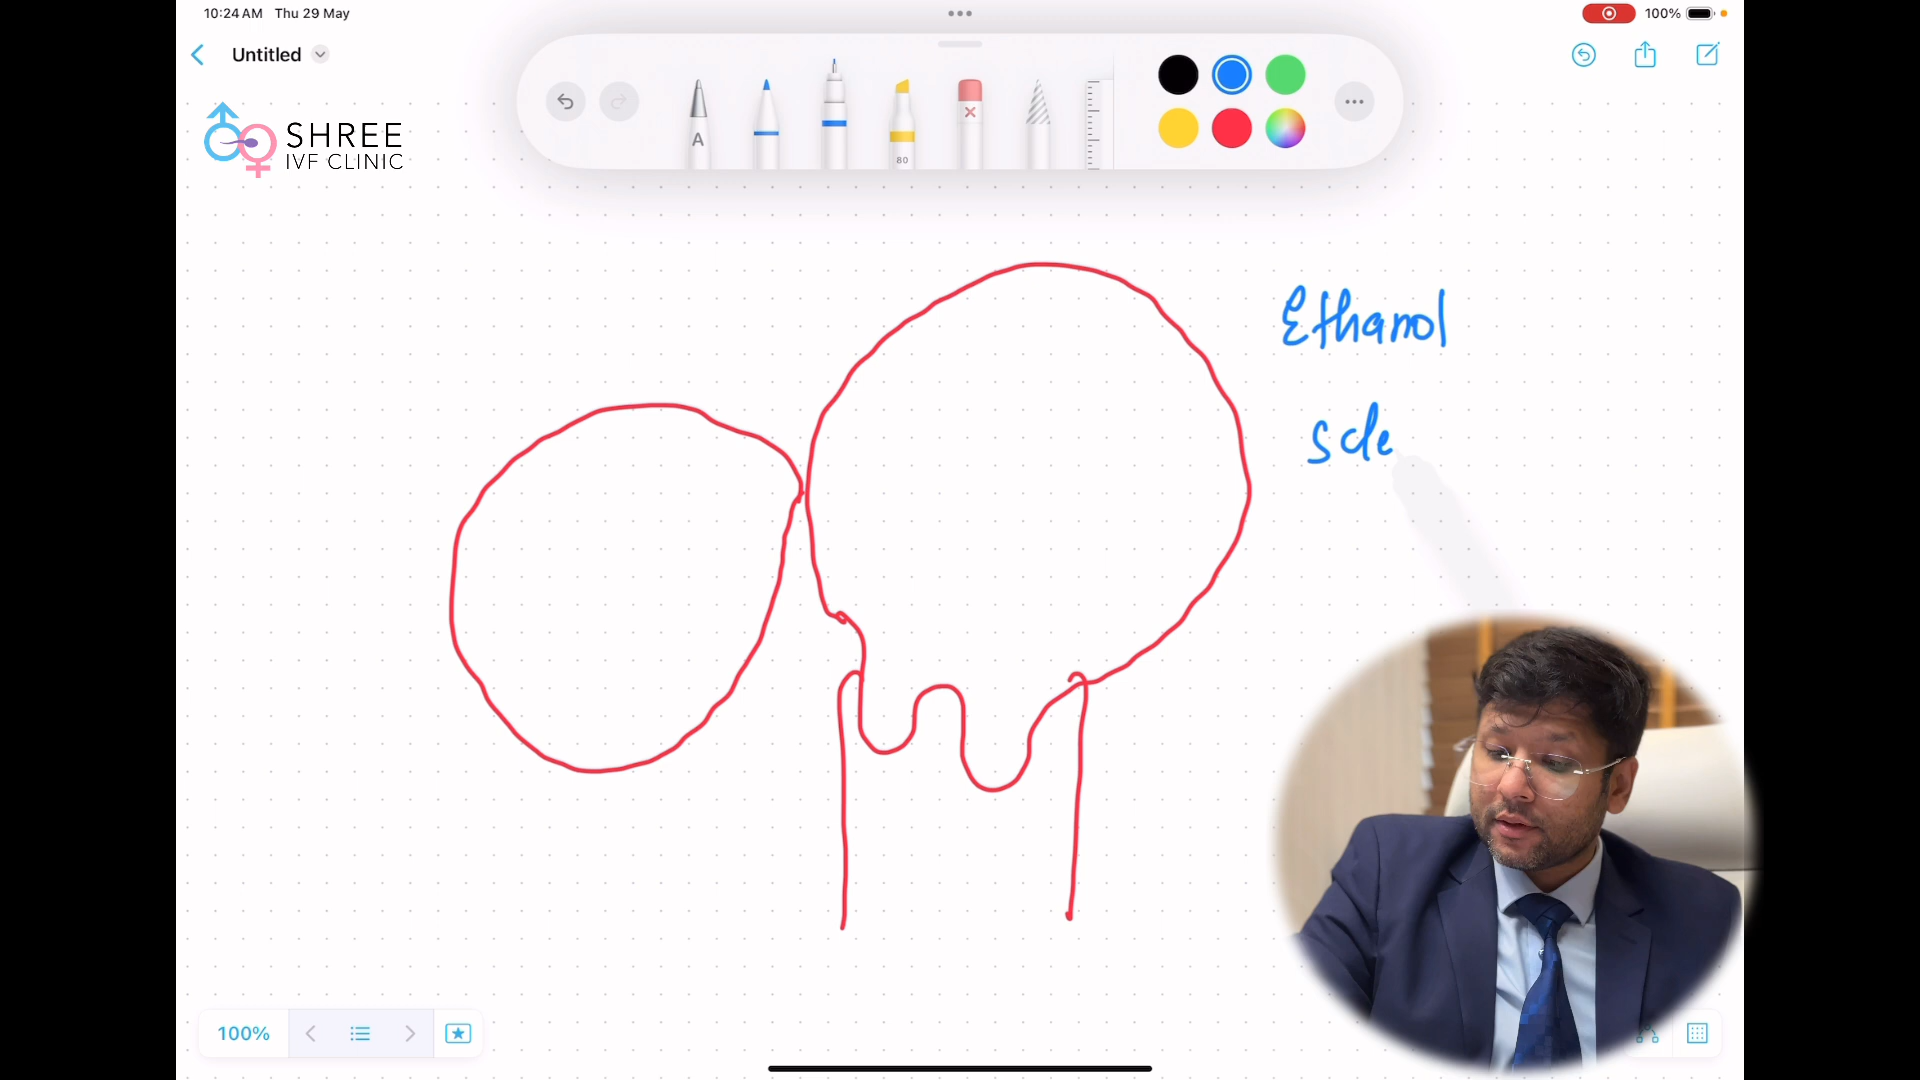 10:24 AM Thu 29 May
100%
Untitled
SHREE
IVF CLINIC
A
80
Ethanol
scle
100%